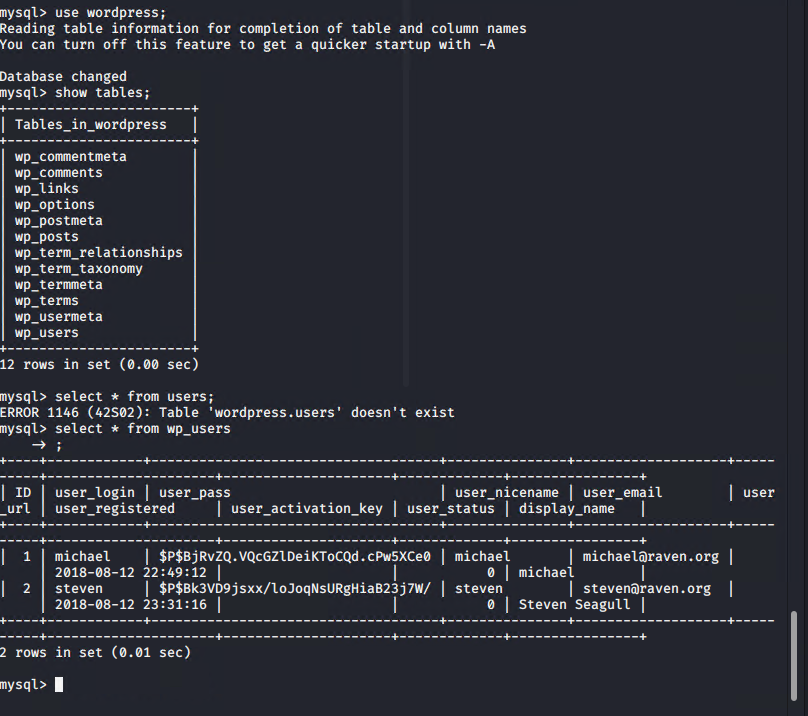 mysql> use wordpress;
Reading table information for completion of table and column names
You can turn off this feature to get a quicker startup with -A
Database changed
mysql> show tables;
+-----------------------+
| Tables_in_wordpress   |
+-----------------------+
| wp_commentmeta        |
| wp_comments           |
| wp_links              |
| wp_options            |
| wp_postmeta           |
| wp_posts              |
| wp_term_relationships |
| wp_term_taxonomy      |
| wp_termmeta           |
| wp_terms              |
| wp_usermeta           |
| wp_users              |
+-----------------------+
12 rows in set (0.00 sec)
mysql> select * from users;
ERROR 1146 (42S02): Table 'wordpress.users' doesn't exist
mysql> select * from wp_users
    → ;
+----+------------+------------------------------------+---------------+-------------------+-----
-----+---------------------+---------------------+-------------+----------------+
| ID | user_login | user_pass                          | user_nicename | user_email        | user
_url | user_registered     | user_activation_key | user_status | display_name   |
+----+------------+------------------------------------+---------------+-------------------+-----
-----+---------------------+---------------------+-------------+----------------+
|  1 | michael    | $P$BjRvZQ.VQcGZlDeiKToCQd.cPw5XCe0 | michael       | michael@raven.org |
     | 2018-08-12 22:49:12 |                     |           0 | michael        |
|  2 | steven     | $P$Bk3VD9jsxx/loJoqNsURgHiaB23j7W/ | steven        | steven@raven.org  |
     | 2018-08-12 23:31:16 |                     |           0 | Steven Seagull |
+----+------------+------------------------------------+---------------+-------------------+-----
-----+---------------------+---------------------+-------------+----------------+
2 rows in set (0.01 sec)
mysql>